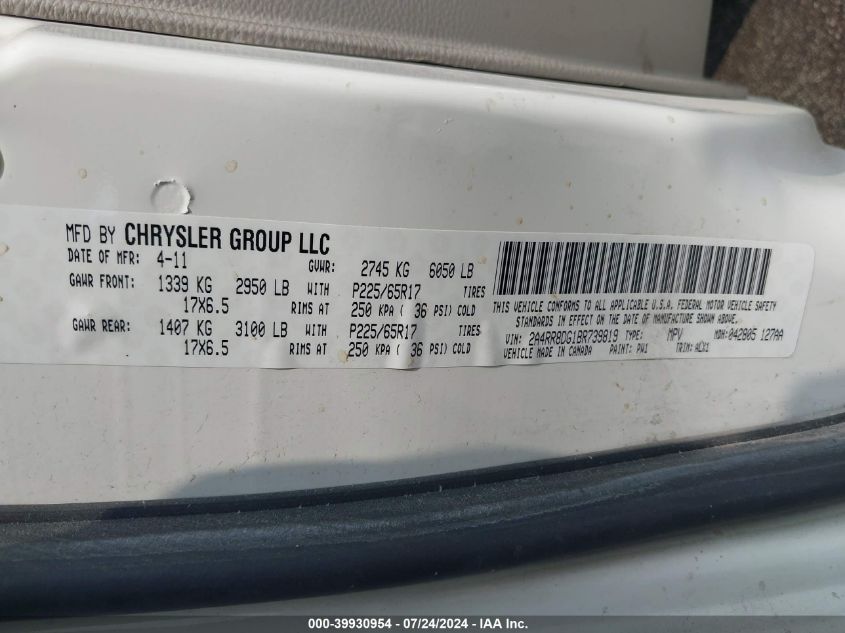 MFD BY CHRYSLER GROUP LLC
DATE OF MFR: 4-11 GVWR: 2745 KG 6050 LB
GAWR FRONT: 1339 KG 2950 LB WITH P225/65R17 TIRES
17X6.5 RIMS AT 250 KPA ( 36 PSI) COLD
GAWR REAR: 1407 KG 3100 LB WITH P225/65R17 TIRES
17X6.5 RIMS AT 250 KPA ( 36 PSI) COLD
THIS VEHICLE CONFORMS TO ALL APPLICABLE U.S.A. FEDERAL MOTOR VEHICLE SAFETY
STANDARDS IN EFFECT ON THE DATE OF MANUFACTURE SHOWN ABOVE.
VIN: 2A4RR8DG1BR739819 TYPE: MPV MDH:042805 127AA
VEHICLE MADE IN CANADA PAINT: PW1 TRIM:
000-39930954 / 07/24/2024 / IAA Inc.